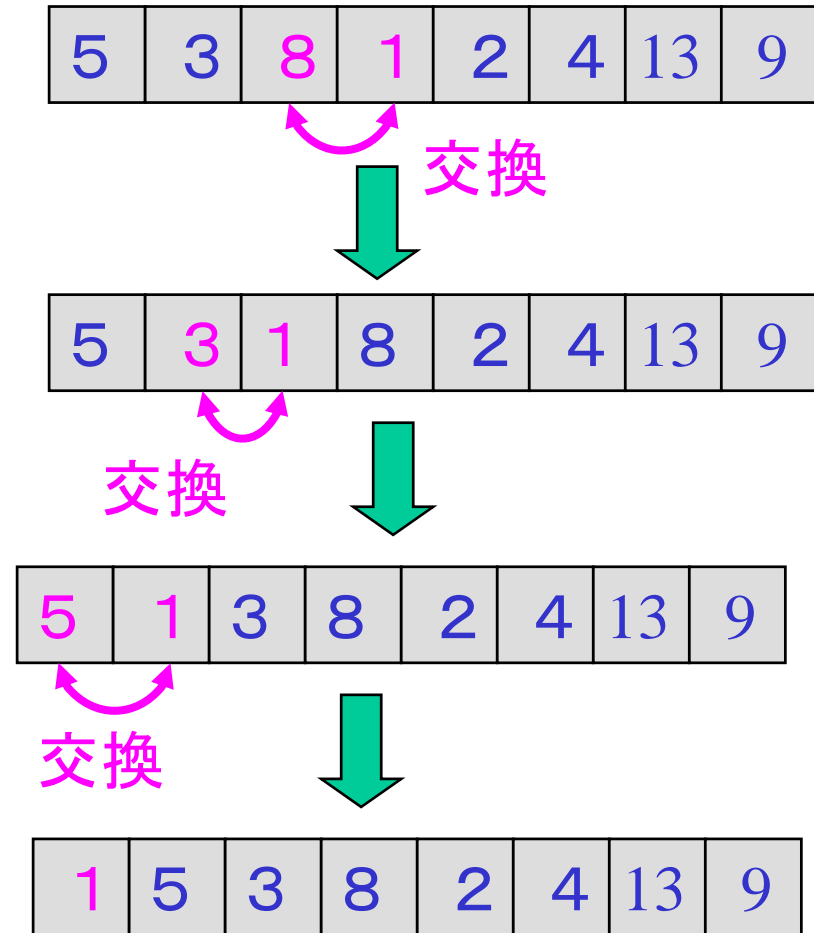 ５ ３ ８ １ ２ ４ 13 9
交換
５ ３ １ ８ ２ ４ 13 9
交換
５ １ ３ ８ ２ ４ 13 9
交換
１ ５ ３ ８ ２ ４ 13 9